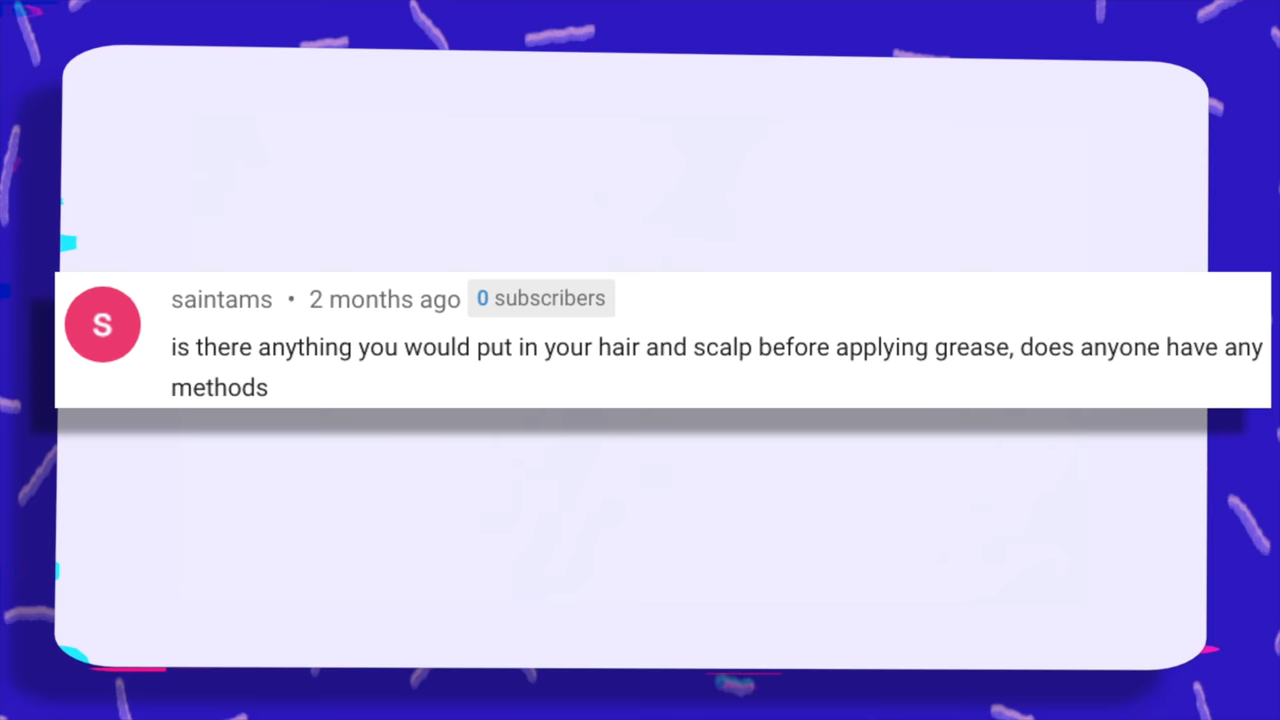 S
saintams • 2 months ago 0 subscribers
is there anything you would put in your hair and scalp before applying grease, does anyone have any
methods